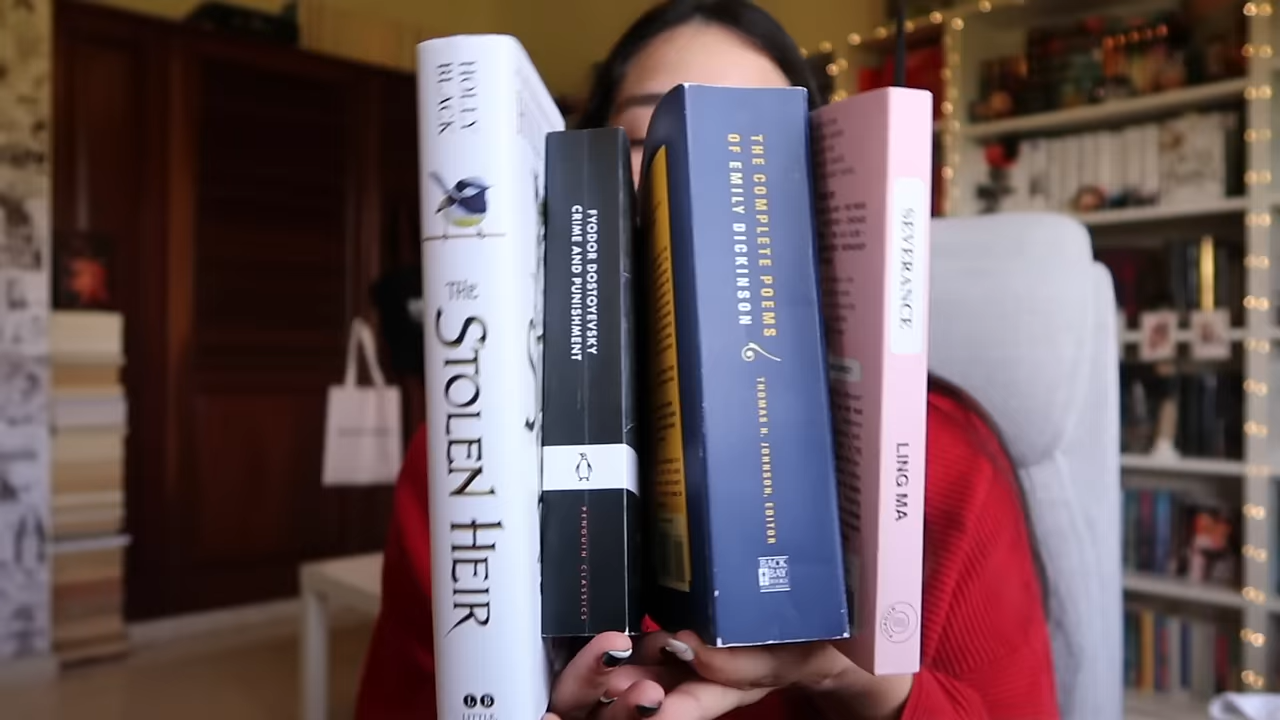 HOLLY
BLACK
THE
STOLEN HEIR
LITTLE,
FYODOR DOSTOYEVSKY
CRIME AND PUNISHMENT
PENGUIN CLASSICS
THE COMPLETE POEMS
OF EMILY DICKINSON
THOMAS H. JOHNSON, EDITOR
BACK
BAY
BOOKS
SEVERANCE
LING MA